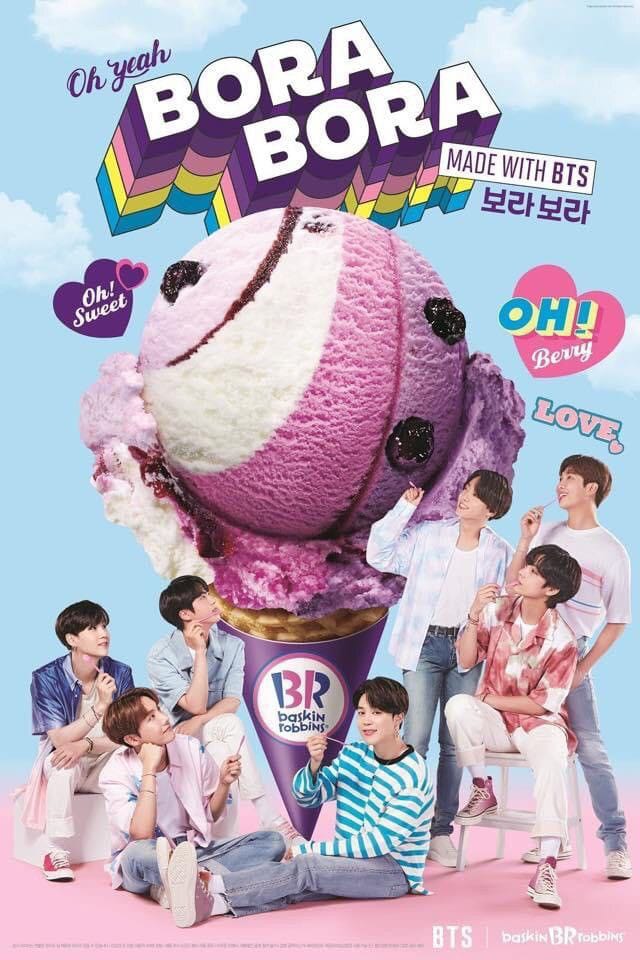 Oh yeah
BORA
BORA
MADE WITH BTS
보라보라
Oh!
Sweet
OH!
Berry
LOVE
BR
baskin
robbins
BTS | baskin BR robbins